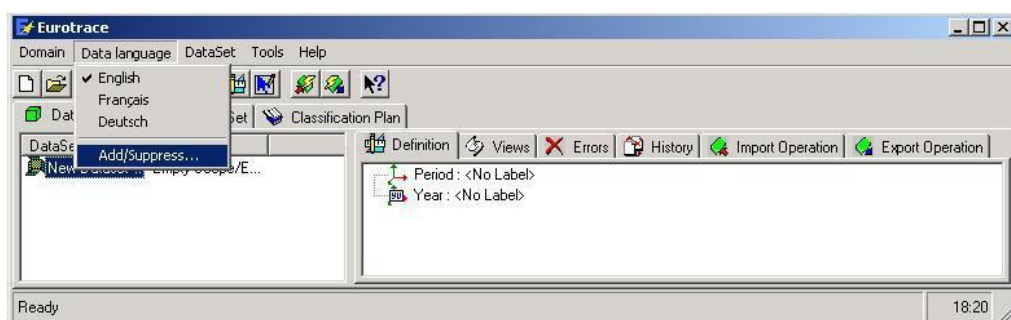 Eurotrace
Domain Data language DataSet Tools Help
English
Français
Deutsch
Add/Suppress...
Dat Set Classification Plan
DataSe
New Dataset Empty Scope/E...
Definition Views Errors History Import Operation Export Operation
Period : <No Label>
Year : <No Label>
Ready 18:20